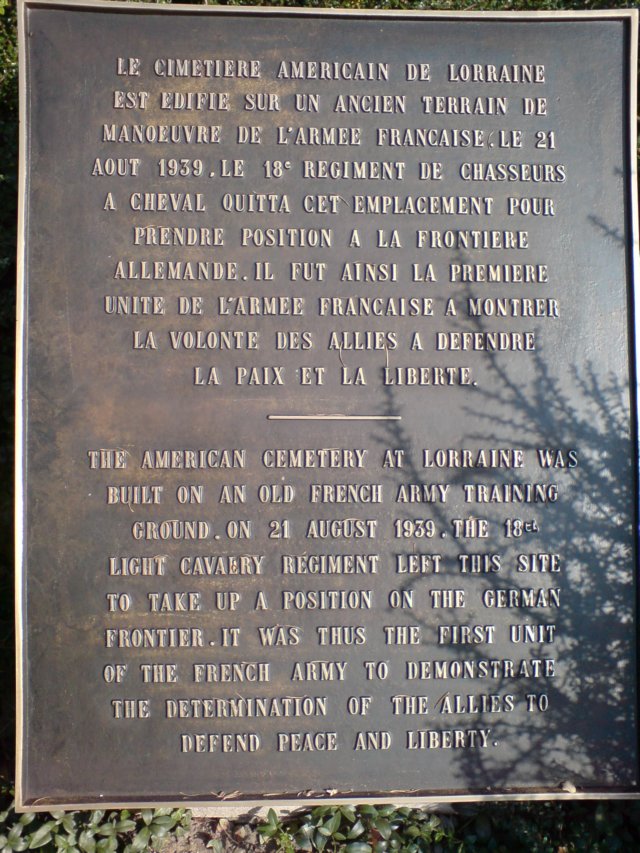 LE CIMETIERE AMERICAIN DE LORRAINE
EST EDIFIE SUR UN ANCIEN TERRAIN DE
MANOEUVRE DE L'ARMEE FRANCAISE. LE 21
AOUT 1939. LE 18e REGIMENT DE CHASSEURS
A CHEVAL QUITTA CET EMPLACEMENT POUR
PRENDRE POSITION A LA FRONTIERE
ALLEMANDE. IL FUT AINSI LA PREMIERE
UNITE DE L'ARMEE FRANCAISE A MONTRER
LA VOLONTE DES ALLIES A DEFENDRE
LA PAIX ET LA LIBERTE.
THE AMERICAN CEMETERY AT LORRAINE WAS
BUILT ON AN OLD FRENCH ARMY TRAINING
GROUND. ON 21 AUGUST 1939. THE 18th
LIGHT CAVALRY REGIMENT LEFT THIS SITE
TO TAKE UP A POSITION ON THE GERMAN
FRONTIER. IT WAS THUS THE FIRST UNIT
OF THE FRENCH ARMY TO DEMONSTRATE
THE DETERMINATION OF THE ALLIES TO
DEFEND PEACE AND LIBERTY.